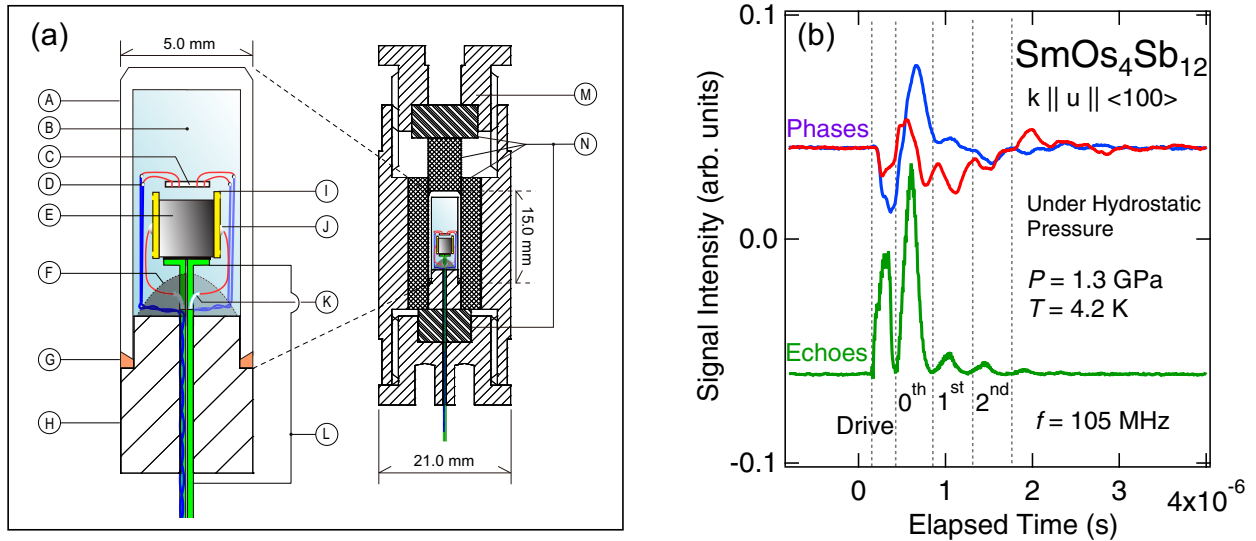 (a)
5.0 mm
A
B
C
D
E
F
G
H
I
J
K
L
M
N
15.0 mm
21.0 mm
(b)
0.1
0.0
-0.1
Signal Intensity (arb. units)
SmOs₄Sb₁₂
k || u || <100>
Phases
Under Hydrostatic
Pressure
P = 1.3 GPa
T = 4.2 K
Echoes
Drive
0th
1st
2nd
f = 105 MHz
0
1
2
3
4x10⁻⁶
Elapsed Time (s)